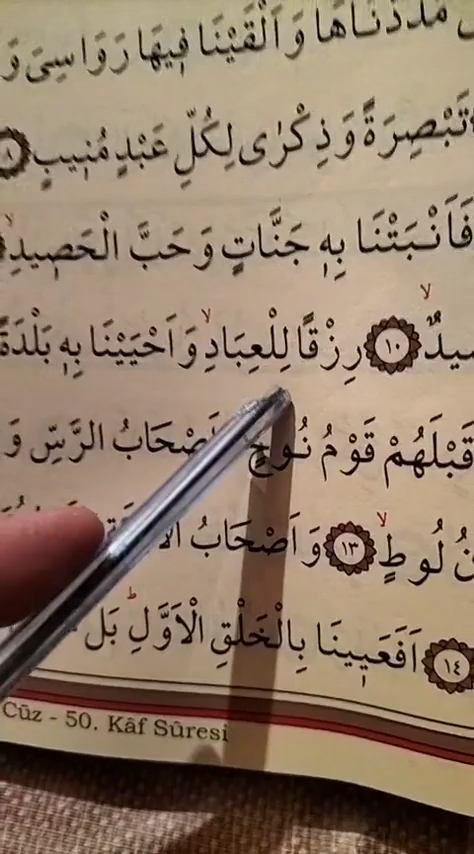 مَدَدْنَاهَا وَاَلْقَيْنَا فٖيهَا رَوَاسِىَ وَ
تَبْصِرَةً وَذِكْرٰى لِكُلِّ عَبْدٍ مُنٖيبٍ ﴿٨﴾
فَاَنْبَتْنَا بِهٖ جَنَّاتٍ وَحَبَّ الْحَصٖيدِۙ
ضٖيدٌۙ ﴿١٠﴾ رِزْقًا لِلْعِبَادِۙ وَاَحْيَيْنَا بِهٖ بَلْدَةً
قَبْلَهُمْ قَوْمُ نُوحٍ اَصْحَابُ الرَّسِّ وَ
نُ لُوطٍۙ ﴿١٣﴾ وَاَصْحَابُ
﴿١٤﴾ اَفَعَيٖينَا بِالْخَلْقِ الْاَوَّلِؕ بَلْ
Cüz - 50. Kâf Sûresi